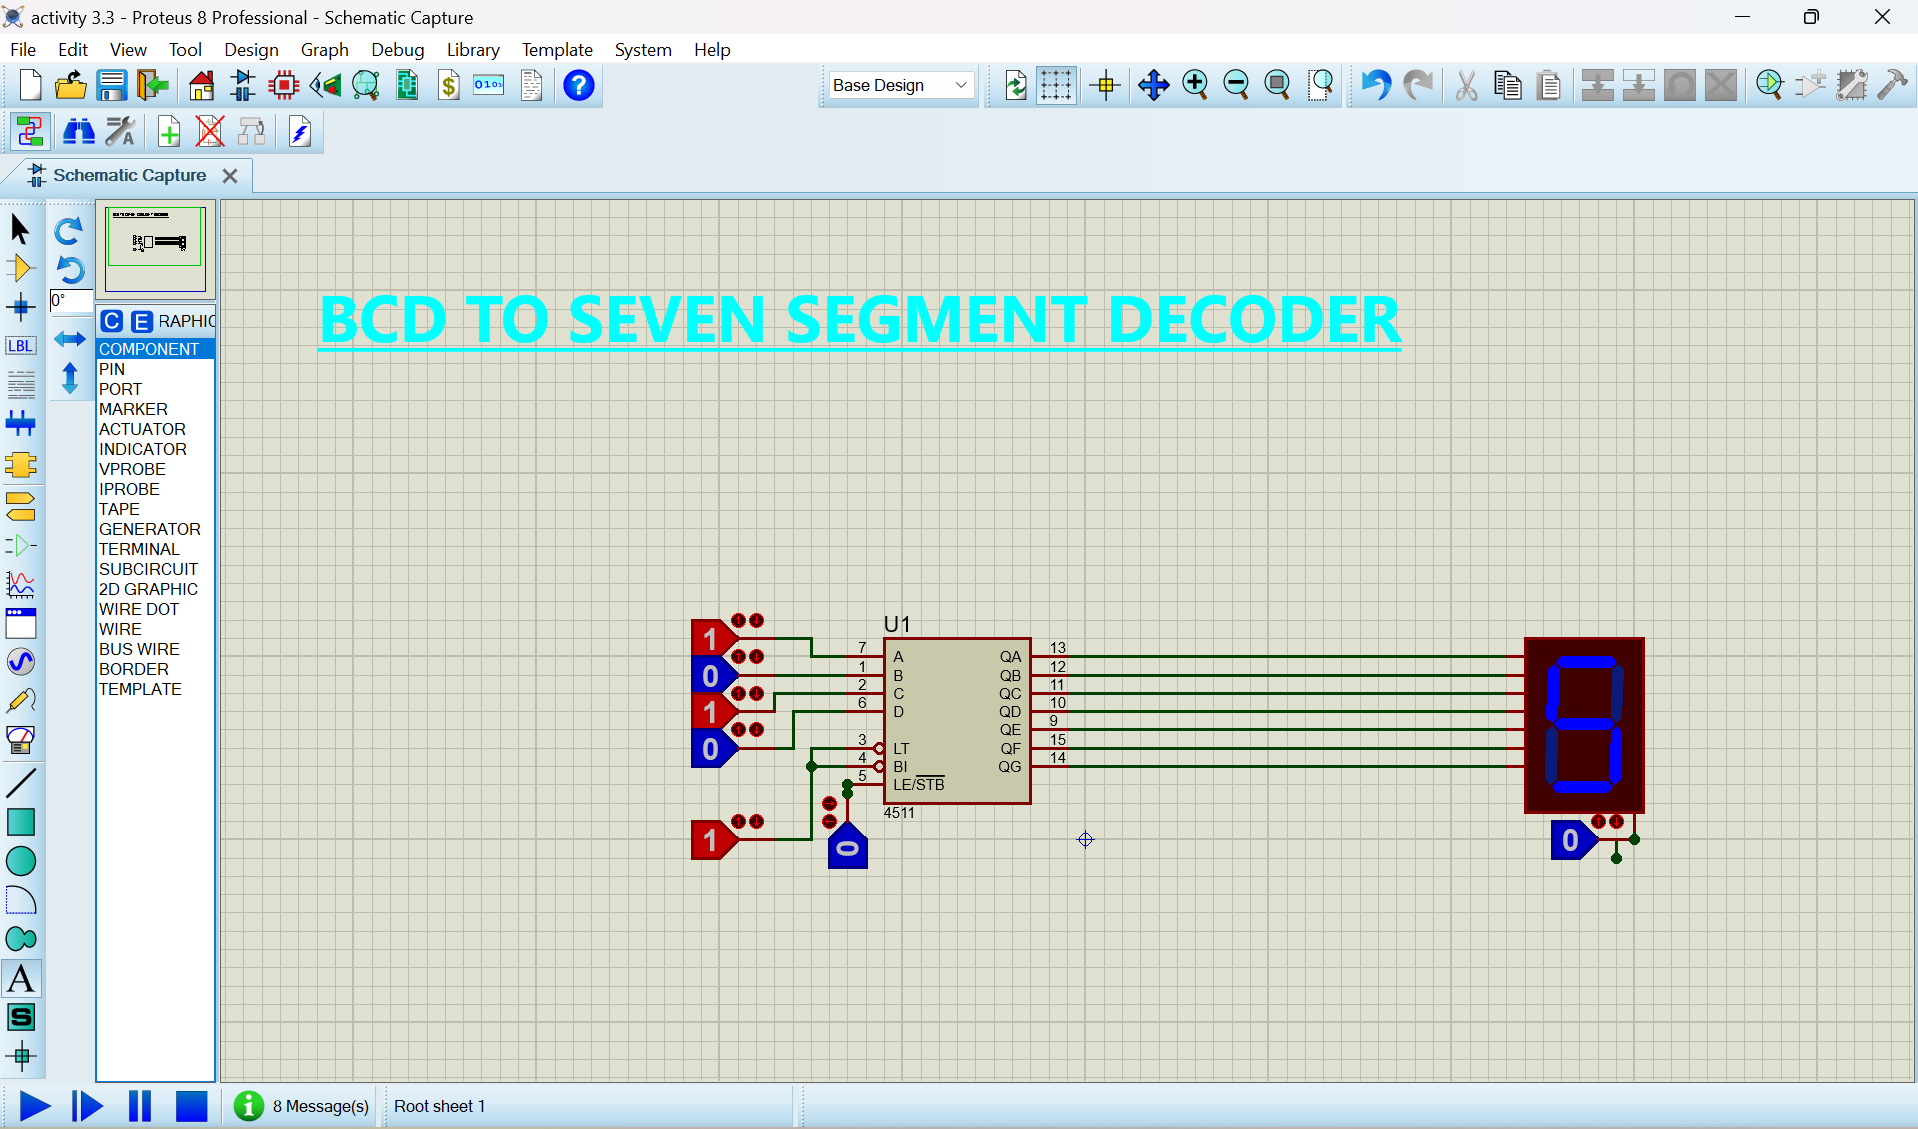 activity 3.3 - Proteus 8 Professional - Schematic Capture
File Edit View Tool Design Graph Debug Library Template System Help
Base Design
Schematic Capture
0°
C E RAPHIC
LBL
COMPONENT
PIN
PORT
MARKER
ACTUATOR
INDICATOR
VPROBE
IPROBE
TAPE
GENERATOR
TERMINAL
SUBCIRCUIT
2D GRAPHIC
WIRE DOT
WIRE
BUS WIRE
BORDER
TEMPLATE
A
S
BCD TO SEVEN SEGMENT DECODER
U1
1 7 A QA 13
0 1 B QB 12
1 2 C QC 11
0 6 D QD 10
QE 9
3 LT QF 15
4 BI QG 14
5 LE/STB
4511
1 0 0
8 Message(s) Root sheet 1